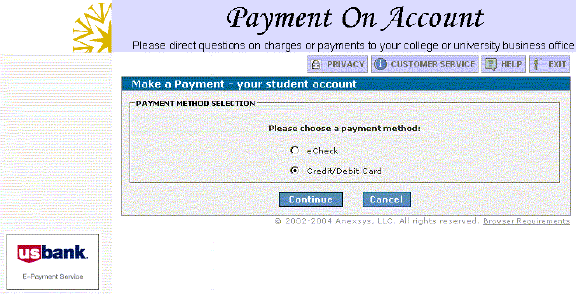 Payment On Account
Please direct questions on charges or payments to your college or university business office
PRIVACY CUSTOMER SERVICE HELP EXIT
Make a Payment - your student account
PAYMENT METHOD SELECTION
Please choose a payment method:
eCheck
Credit/Debit Card
Continue Cancel
© 2002-2004 Anexsys, LLC. All rights reserved. Browser Requirements
usbank.
E-Payment Service